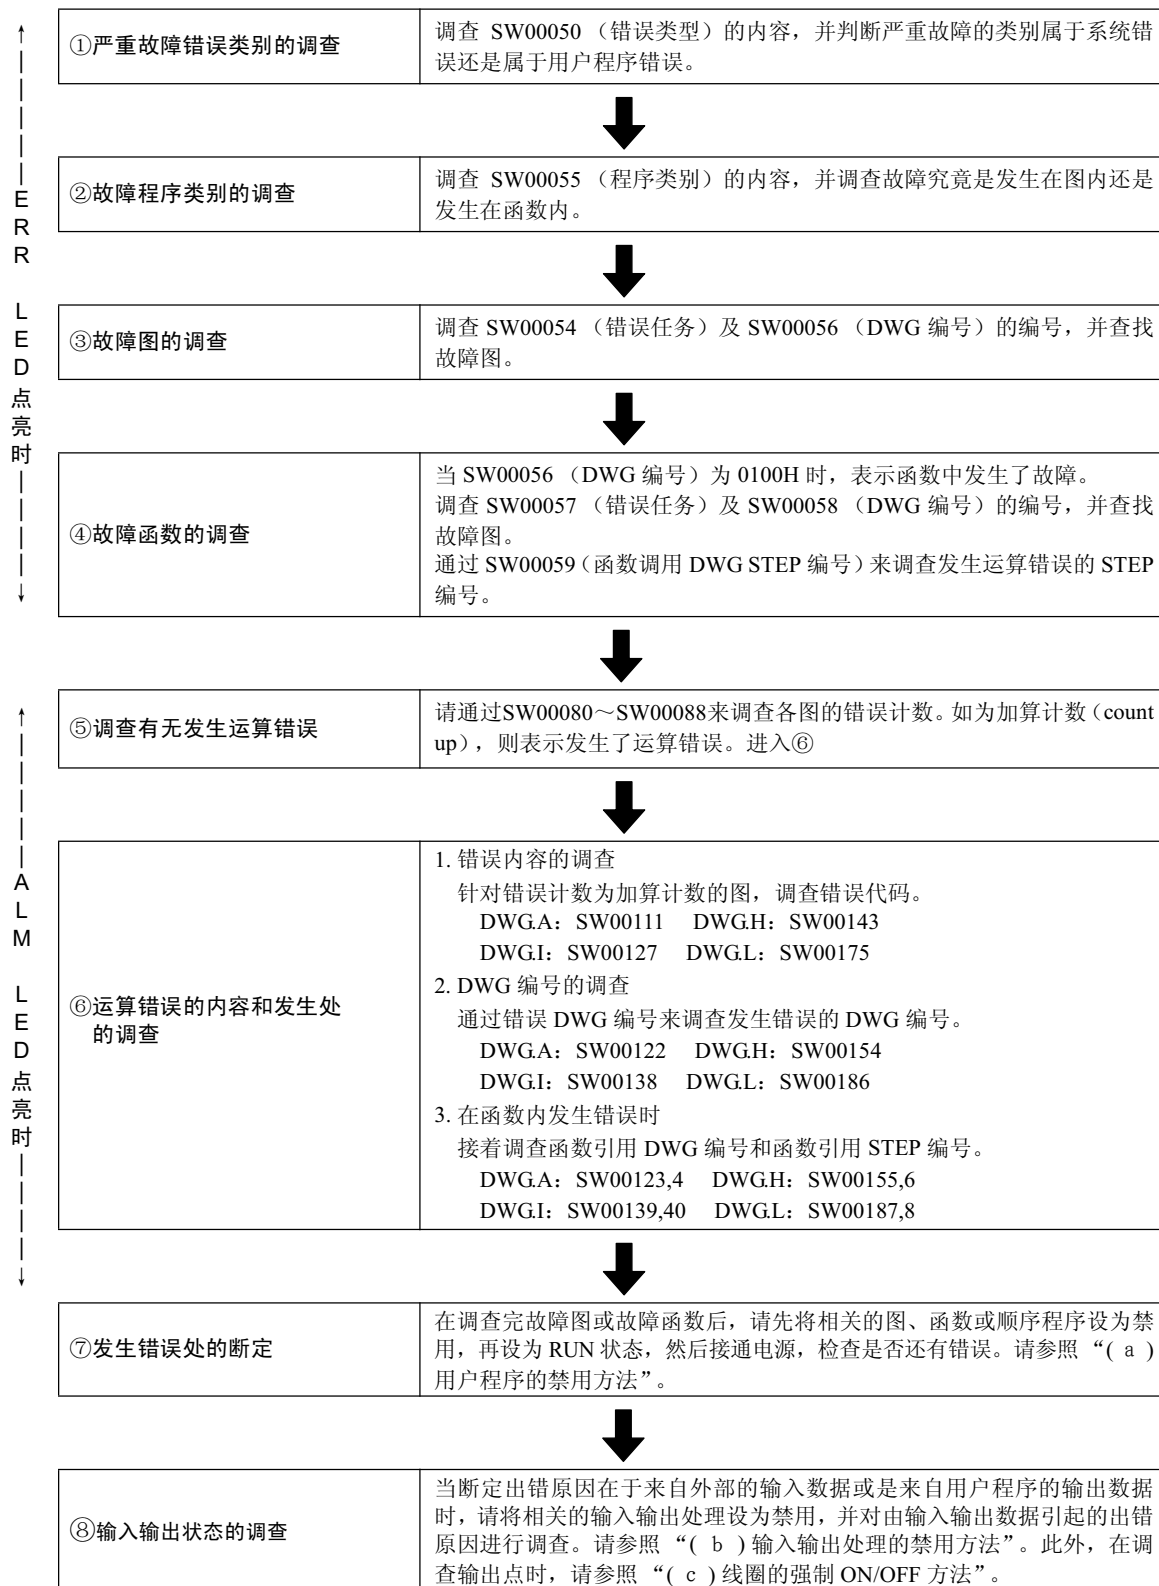 ERR LED点亮时
①严重故障错误类别的调查
调查 SW00050 （错误类型）的内容，并判断严重故障的类别属于系统错
误还是属于用户程序错误。
②故障程序类别的调查
调查 SW00055 （程序类别）的内容，并调查故障究竟是发生在图内还是
发生在函数内。
③故障图的调查
调查 SW00054 （错误任务）及 SW00056 （DWG 编号）的编号，并查找
故障图。
④故障函数的调查
当 SW00056 （DWG 编号）为 0100H 时，表示函数中发生了故障。
调查 SW00057 （错误任务）及 SW00058 （DWG 编号）的编号，并查找
故障图。
通过 SW00059（函数调用 DWG STEP 编号）来调查发生运算错误的 STEP
编号。
ALM LED点亮时
⑤调查有无发生运算错误
请通过SW00080～SW00088来调查各图的错误计数。如为加算计数（count
up），则表示发生了运算错误。进入⑥
⑥运算错误的内容和发生处
的调查
1. 错误内容的调查
针对错误计数为加算计数的图，调查错误代码。
DWG.A：SW00111 DWG.H：SW00143
DWG.I：SW00127 DWG.L：SW00175
2. DWG 编号的调查
通过错误 DWG 编号来调查发生错误的 DWG 编号。
DWG.A：SW00122 DWG.H：SW00154
DWG.I：SW00138 DWG.L：SW00186
3. 在函数内发生错误时
接着调查函数引用 DWG 编号和函数引用 STEP 编号。
DWG.A：SW00123,4 DWG.H：SW00155,6
DWG.I：SW00139,40 DWG.L：SW00187,8
⑦发生错误处的断定
在调查完故障图或故障函数后，请先将相关的图、函数或顺序程序设为禁
用，再设为 RUN 状态，然后接通电源，检查是否还有错误。请参照 “( a )
用户程序的禁用方法”。
⑧输入输出状态的调查
当断定出错原因在于来自外部的输入数据或是来自用户程序的输出数据
时，请将相关的输入输出处理设为禁用，并对由输入输出数据引起的出错
原因进行调查。请参照 “( b ) 输入输出处理的禁用方法”。此外，在调
查输出点时，请参照 “( c ) 线圈的强制 ON/OFF 方法”。